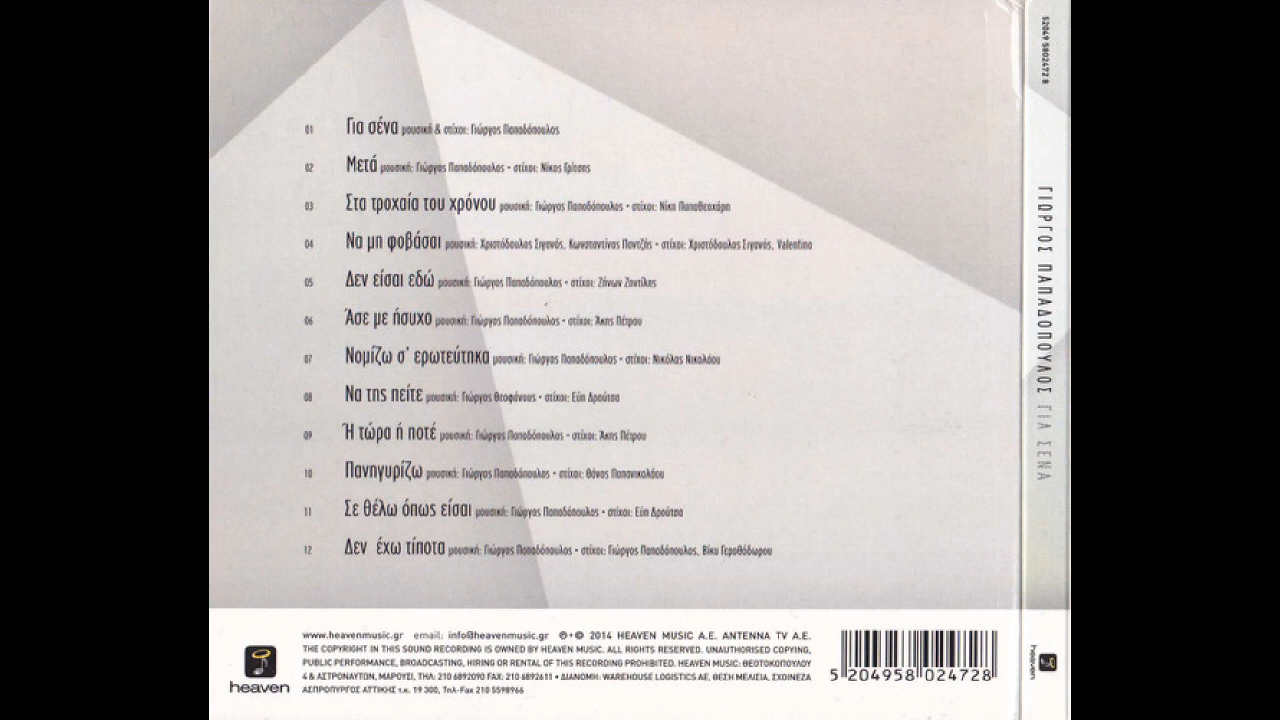 01 Για σένα μουσική & στίχοι: Γιώργος Παπαδόπουλος
02 Μετά μουσική: Γιώργος Παπαδόπουλος • στίχοι: Νίκος Γρίτσης
03 Στα τροχαία του χρόνου μουσική: Γιώργος Παπαδόπουλος • στίχοι: Νίκη Παπαθεοχάρη
04 Να μη φοβάσαι μουσική: Χριστόδουλος Σιγανός, Κωνσταντίνος Παντζής • στίχοι: Χριστόδουλος Σιγανός, Valentino
05 Δεν είσαι εδώ μουσική: Γιώργος Παπαδόπουλος • στίχοι: Ζήνων Ζηντίλης
06 Άσε με ήσυχο μουσική: Γιώργος Παπαδόπουλος • στίχοι: Άκης Πέτρου
07 Νομίζω σ' ερωτεύτηκα μουσική: Γιώργος Παπαδόπουλος • στίχοι: Νικόλας Νικολάου
08 Να της πείτε μουσική: Γιώργος Θεοφάνους • στίχοι: Εύη Δρούτσα
09 Ή τώρα ή ποτέ μουσική: Γιώργος Παπαδόπουλος • στίχοι: Άκης Πέτρου
10 Πανηγυρίζω μουσική: Γιώργος Παπαδόπουλος • στίχοι: Θάνος Παπανικολάου
11 Σε θέλω όπως είσαι μουσική: Γιώργος Παπαδόπουλος • στίχοι: Εύη Δρούτσα
12 Δεν έχω τίποτα μουσική: Γιώργος Παπαδόπουλος • στίχοι: Γιώργος Παπαδόπουλος, Βίκυ Γεροθόδωρου
heaven
www.heavenmusic.gr email: info@heavenmusic.gr ℗+© 2014 HEAVEN MUSIC A.E. ANTENNA TV A.E.
THE COPYRIGHT IN THIS SOUND RECORDING IS OWNED BY HEAVEN MUSIC. ALL RIGHTS RESERVED. UNAUTHORISED COPYING,
PUBLIC PERFORMANCE, BROADCASTING, HIRING OR RENTAL OF THIS RECORDING PROHIBITED. HEAVEN MUSIC: ΘΕΟΤΟΚΟΠΟΥΛΟΥ
4 & ΑΣΤΡΟΝΑΥΤΩΝ, ΜΑΡΟΥΣΙ, ΤΗΛ: 210 6892090 FAX: 210 6892611 • ΔΙΑΝΟΜΗ: WAREHOUSE LOGISTICS AE, ΘΕΣΗ ΜΕΛΙΣΙΑ, ΣΧΟΙΝΕΖΑ
ΑΣΠΡΟΠΥΡΓΟΣ ΑΤΤΙΚΗΣ τ.κ. 19 300, Τηλ-Fax 210 5598966
5 204958 024728
52049 5802472 8
ΓΙΩΡΓΟΣ ΠΑΠΑΔΟΠΟΥΛΟΣ ΓΙΑ ΣΕΝΑ
heaven